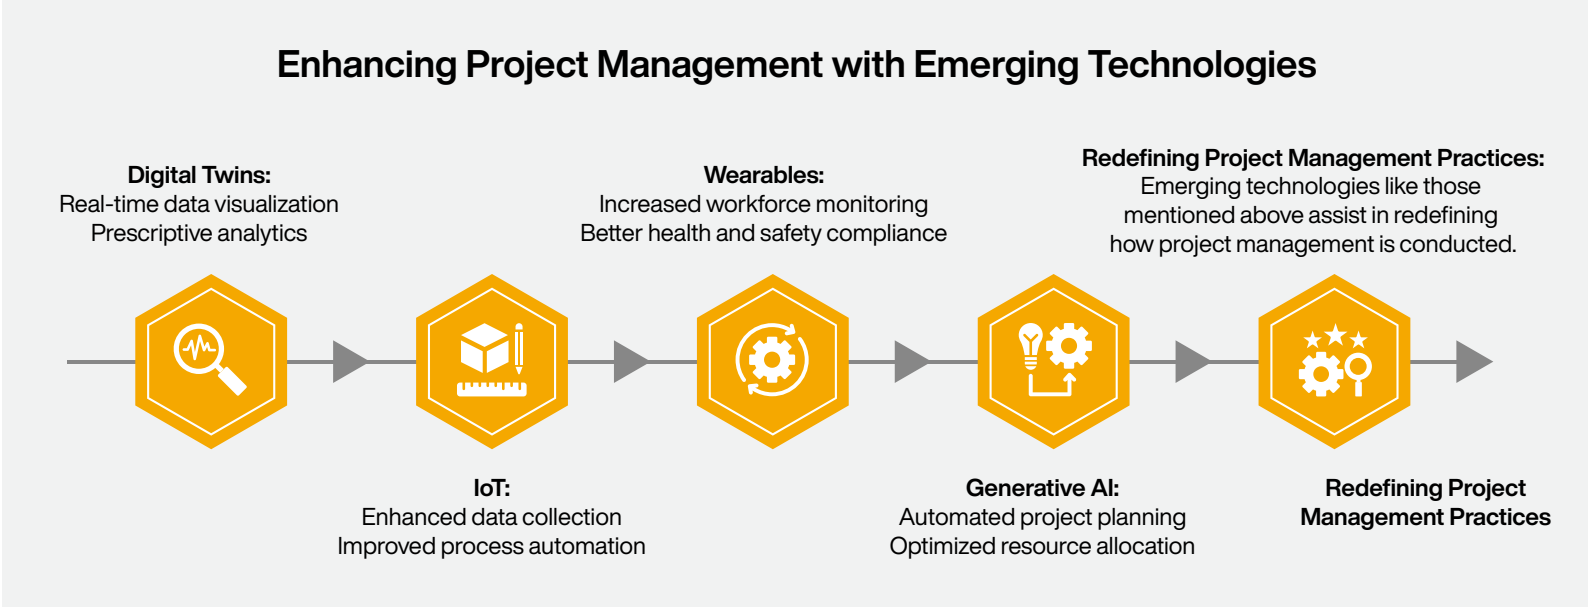 Enhancing Project Management with Emerging Technologies
Digital Twins:
Real-time data visualization
Prescriptive analytics
IoT:
Enhanced data collection
Improved process automation
Wearables:
Increased workforce monitoring
Better health and safety compliance
Generative AI:
Automated project planning
Optimized resource allocation
Redefining Project Management Practices:
Emerging technologies like those
mentioned above assist in redefining
how project management is conducted.
Redefining Project
Management Practices